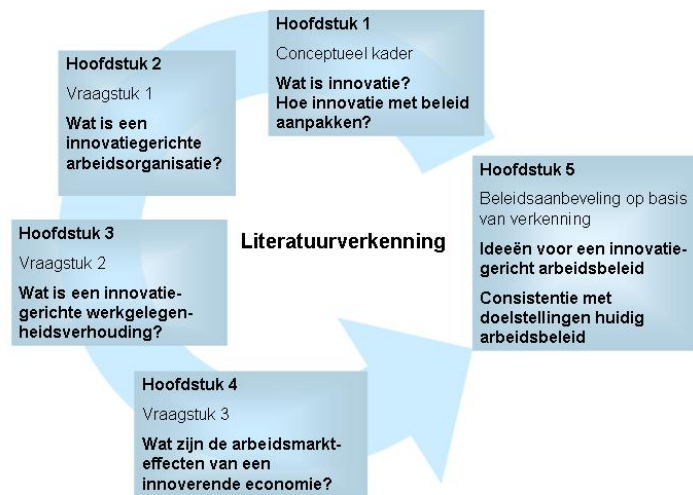 Hoofdstuk 1
Conceptueel kader
Wat is innovatie?
Hoe innovatie met beleid
aanpakken?
Hoofdstuk 2
Vraagstuk 1
Wat is een
innovatiegerichte
arbeidsorganisatie?
Hoofdstuk 3
Vraagstuk 2
Wat is een innovatie-
gerichte werkgelegen-
heidsverhouding?
Literatuurverkenning
Hoofdstuk 4
Vraagstuk 3
Wat zijn de arbeidsmarkt-
effecten van een
innoverende economie?
Hoofdstuk 5
Beleidsaanbeveling op basis
van verkenning
Ideeën voor een innovatie-
gericht arbeidsbeleid
Consistentie met
doelstellingen huidig
arbeidsbeleid